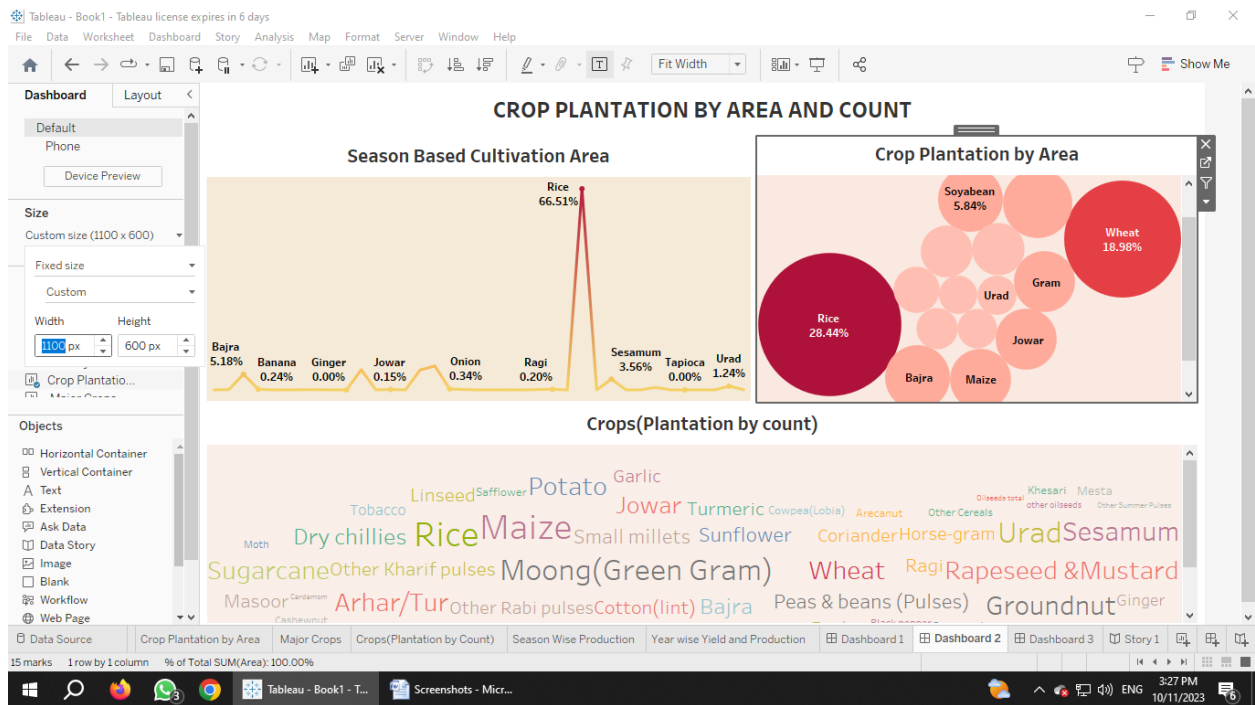 Tableau - Book1 - Tableau license expires in 6 days
File Data Worksheet Dashboard Story Analysis Map Format Server Window Help
Fit Width
Show Me
Dashboard Layout
Default
Phone
Device Preview
Size
Custom size (1100 x 600)
Fixed size
Custom
Width Height
1100 px 600 px
Crop Plantatio...
Objects
Horizontal Container
Vertical Container
A Text
Extension
Ask Data
Data Story
Image
Blank
Workflow
Web Page
CROP PLANTATION BY AREA AND COUNT
Season Based Cultivation Area
Rice
66.51%
Bajra
5.18%
Banana
0.24%
Ginger
0.00%
Jowar
0.15%
Onion
0.34%
Ragi
0.20%
Sesamum
3.56%
Tapioca
0.00%
Urad
1.24%
Crop Plantation by Area
Soyabean
5.84%
Wheat
18.98%
Rice
28.44%
Urad
Gram
Jowar
Bajra
Maize
Crops(Plantation by count)
Garlic
Linseed Safflower Potato
Oilseeds total Khesari Mesta
Tobacco Jowar Turmeric Cowpea(Lobia) Arecanut Other Cereals other oilseeds Other Summer Pulses
Moth Dry chillies Rice Maize Small millets Sunflower Coriander Horse-gram Urad Sesamum
Sugarcane Other Kharif pulses Moong(Green Gram) Wheat Ragi Rapeseed &Mustard
Masoor Cardamom Arhar/Tur Other Rabi pulses Cotton(lint) Bajra Peas & beans (Pulses) Groundnut Ginger
Data Source Crop Plantation by Area Major Crops Crops(Plantation by Count) Season Wise Production Year wise Yield and Production Dashboard 1 Dashboard 2 Dashboard 3 Story 1
15 marks 1 row by 1 column % of Total SUM(Area): 100.00%
3
Tableau - Book1 - T...
Screenshots - Micr...
ENG
3:27 PM
10/11/2023
6